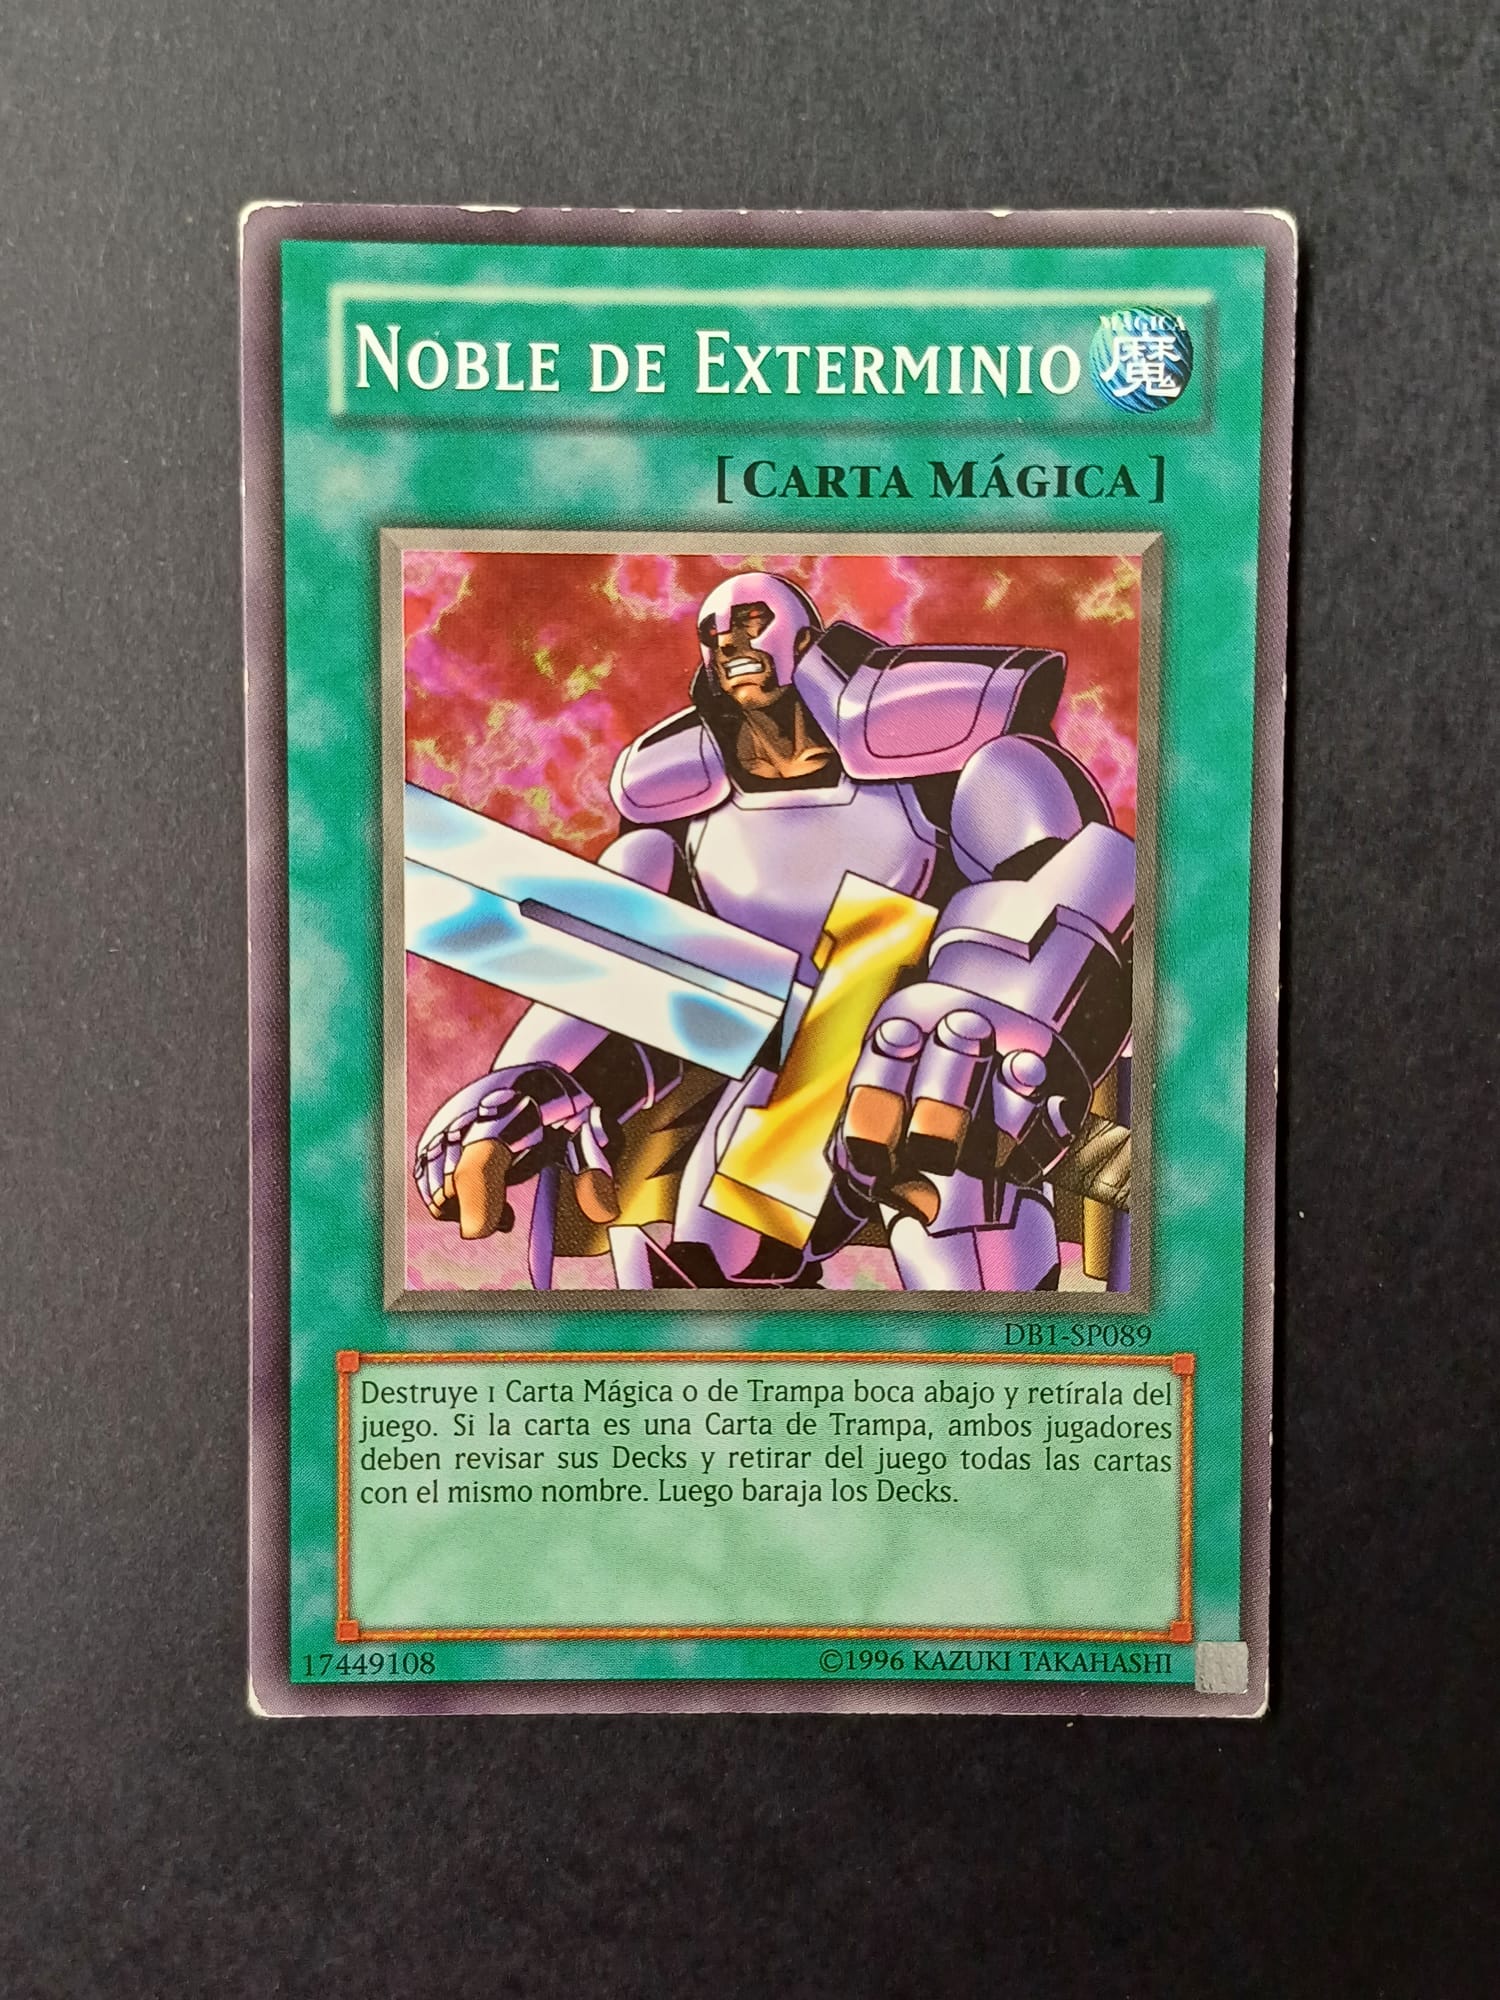 NOBLE DE EXTERMINIO
MÁGICA
魔
[CARTA MÁGICA]
DB1-SP089
Destruye 1 Carta Mágica o de Trampa boca abajo y retírala del
juego. Si la carta es una Carta de Trampa, ambos jugadores
deben revisar sus Decks y retirar del juego todas las cartas
con el mismo nombre. Luego baraja los Decks.
17449108
©1996 KAZUKI TAKAHASHI